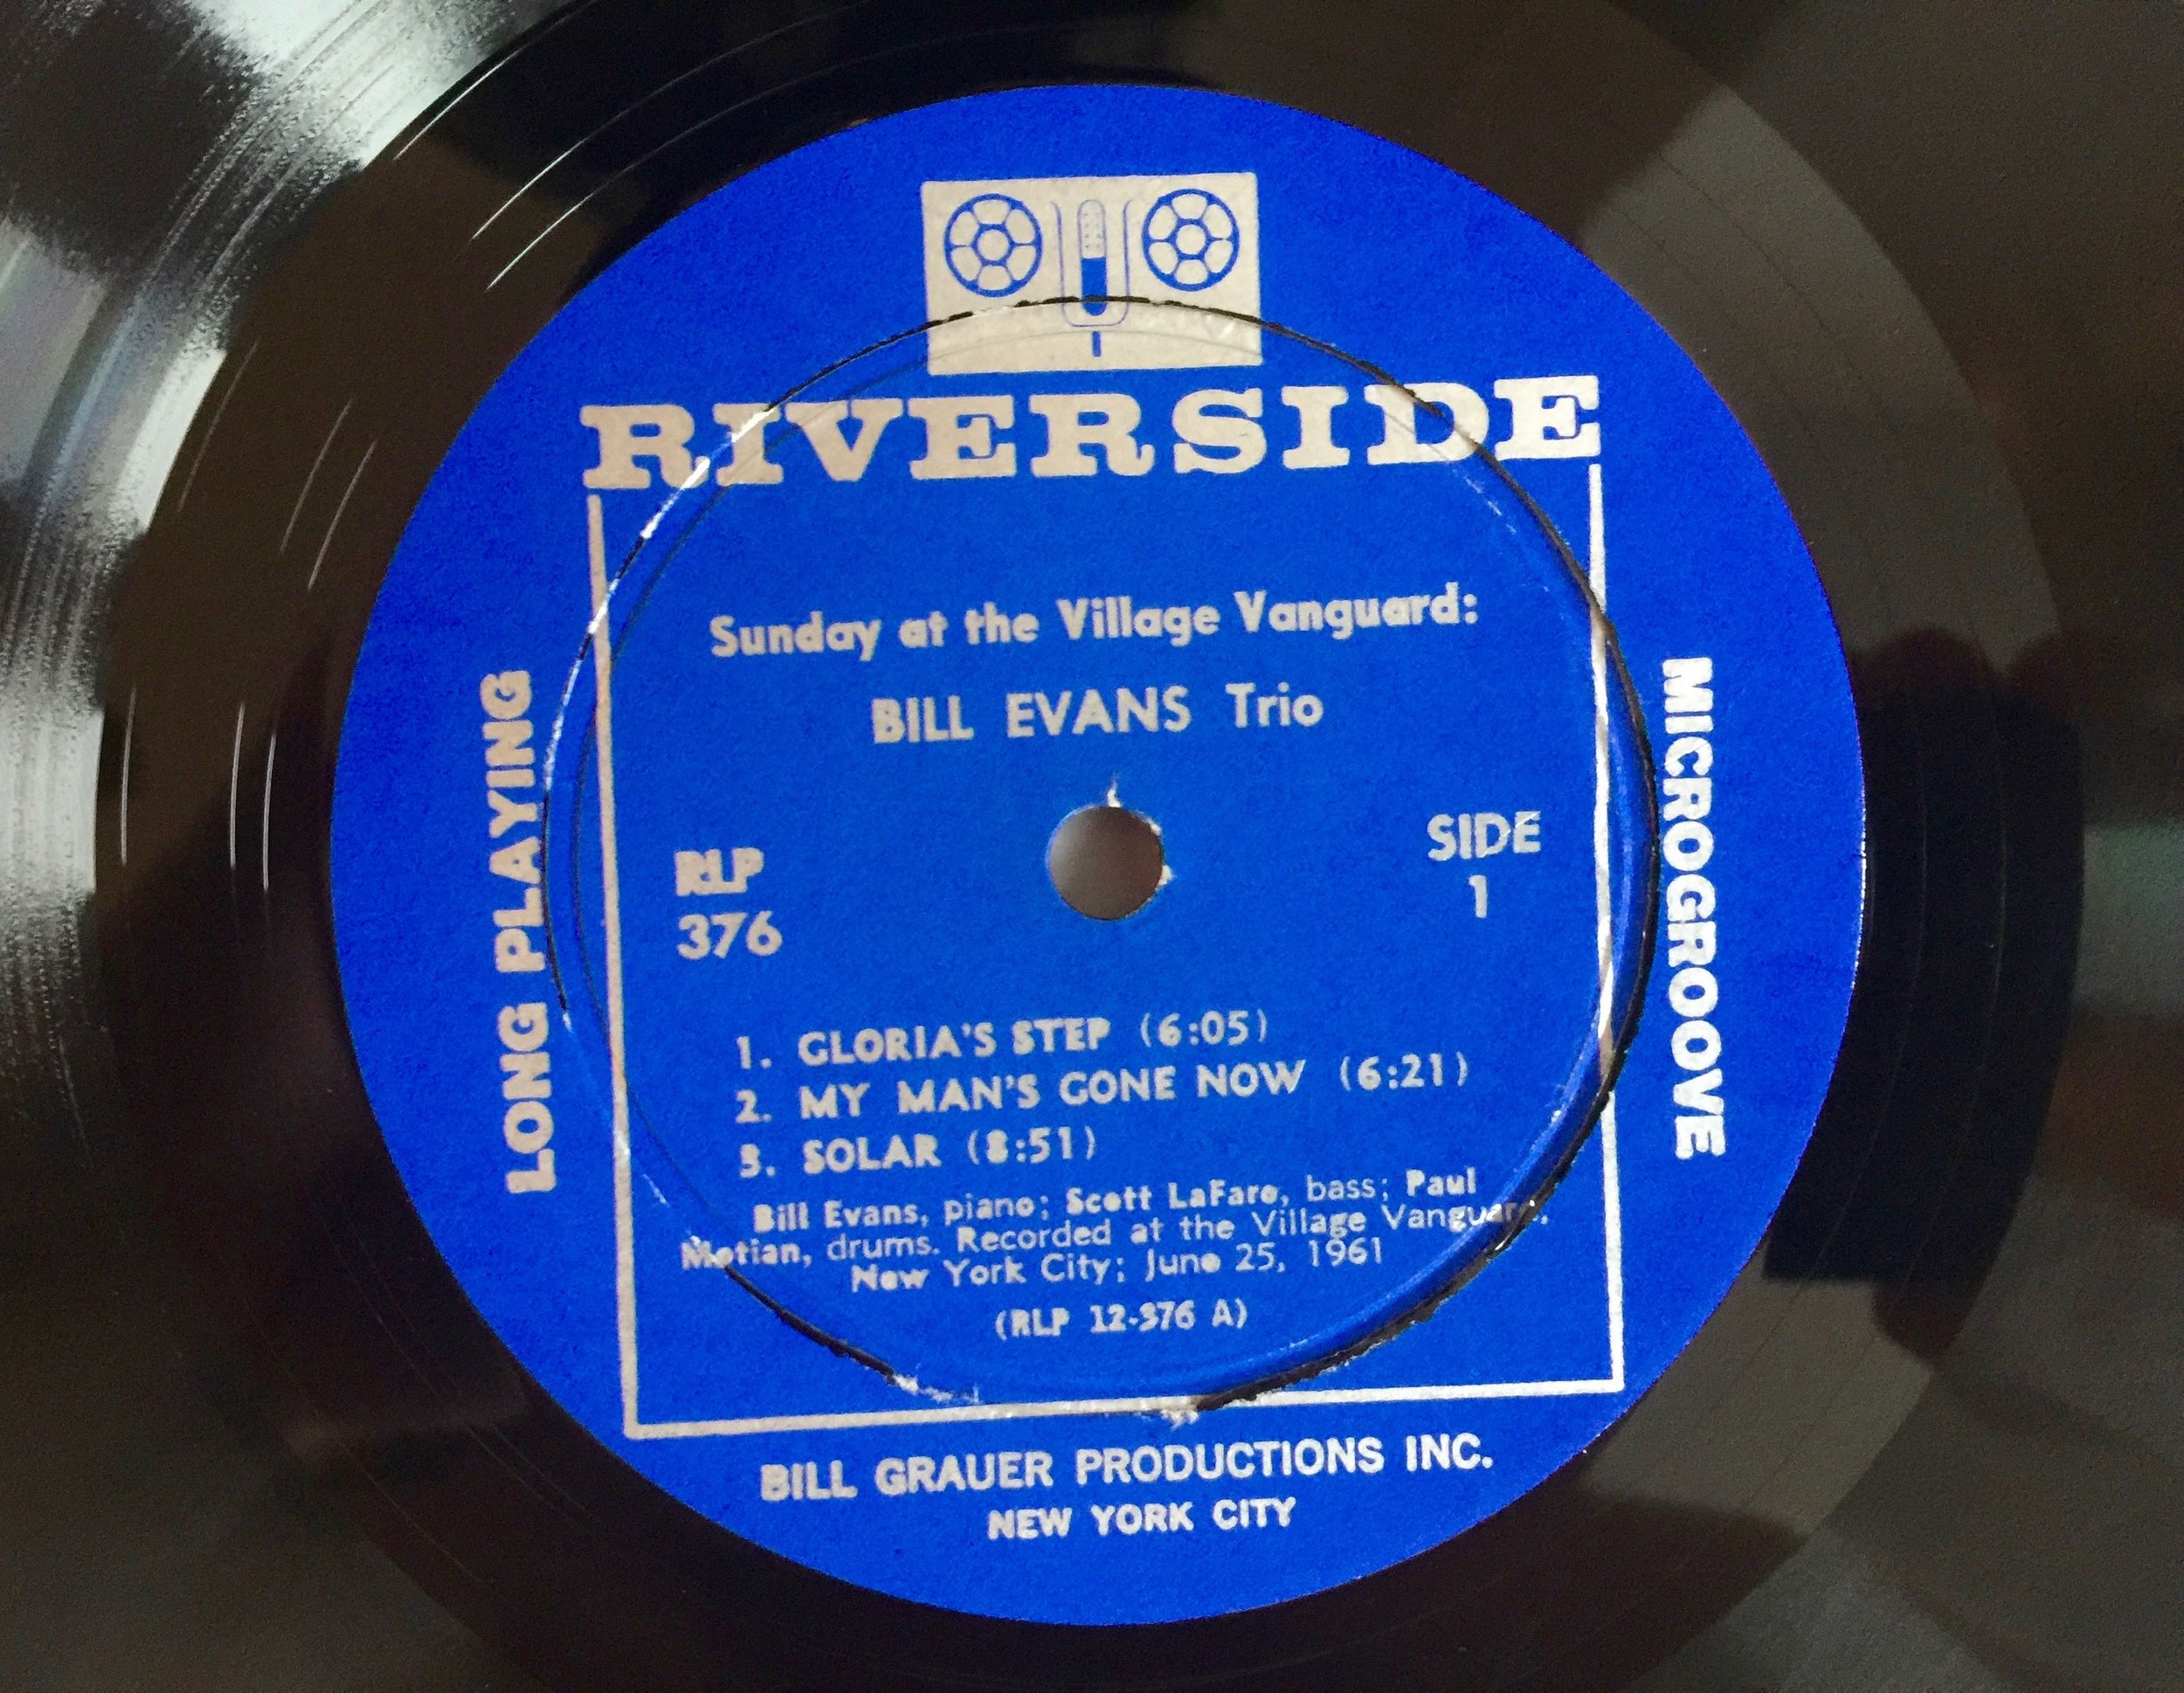 RIVERSIDE
Sunday at the Village Vanguard:
BILL EVANS Trio
RLP
376
SIDE
1
LONG PLAYING
MICROGROOVE
1. GLORIA'S STEP (6:05)
2. MY MAN'S GONE NOW (6:21)
3. SOLAR (8:51)
Bill Evans, piano; Scott LaFaro, bass; Paul
Motian, drums. Recorded at the Village Vanguard,
New York City; June 25, 1961
(RLP 12-376 A)
BILL GRAUER PRODUCTIONS INC.
NEW YORK CITY